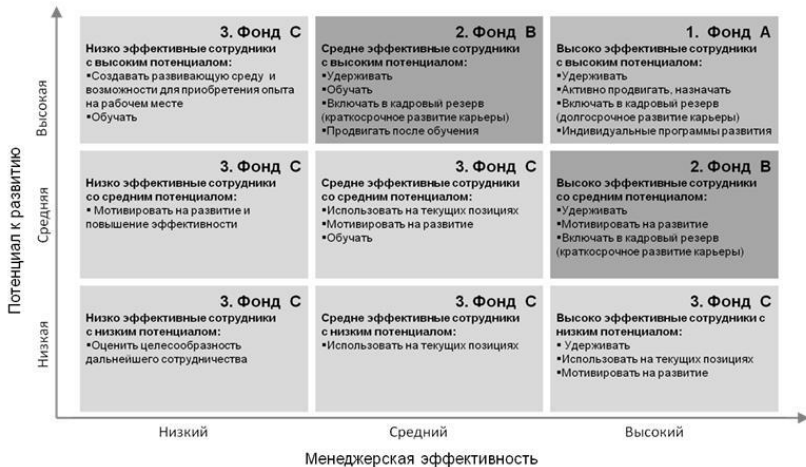 Потенциал к развитию
Высокая
3. Фонд C
Низко эффективные сотрудники
с высоким потенциалом:
▪Создавать развивающую среду и
возможности для приобретения опыта
на рабочем месте
▪Обучать
2. Фонд B
Средне эффективные сотрудники
с высоким потенциалом:
▪Удерживать
▪Обучать
▪Включать в кадровый резерв
(краткосрочное развитие карьеры)
▪Продвигать после обучения
1. Фонд A
Высоко эффективные сотрудники
с высоким потенциалом:
▪Удерживать
▪Активно продвигать, назначать
▪Включать в кадровый резерв
(долгосрочное развитие карьеры)
▪Индивидуальные программы развития
Средняя
3. Фонд C
Низко эффективные сотрудники
со средним потенциалом:
▪ Мотивировать на развитие и
повышение эффективности
3. Фонд C
Средне эффективные сотрудники
со средним потенциалом:
▪Использовать на текущих позициях
▪Мотивировать на развитие
▪Обучать
2. Фонд B
Высоко эффективные сотрудники
со средним потенциалом:
▪Удерживать
▪Мотивировать на развитие
▪Включать в кадровый резерв
(краткосрочное развитие карьеры)
Низкая
3. Фонд C
Низко эффективные сотрудники
с низким потенциалом:
▪Оценить целесообразность
дальнейшего сотрудничества
3. Фонд C
Средне эффективные сотрудники
с низким потенциалом:
▪Использовать на текущих позициях
3. Фонд C
Высоко эффективные сотрудники с
низким потенциалом:
▪ Удерживать
▪Использовать на текущих позициях
▪Мотивировать на развитие
Низкий
Средний
Высокий
Менеджерская эффективность